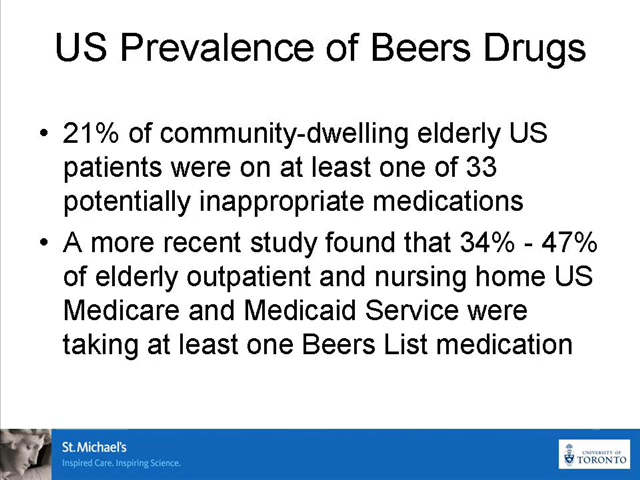 US Prevalence of Beers Drugs
• 21% of community-dwelling elderly US
patients were on at least one of 33
potentially inappropriate medications
• A more recent study found that 34% - 47%
of elderly outpatient and nursing home US
Medicare and Medicaid Service were
taking at least one Beers List medication
St. Michael's
Inspired Care. Inspiring Science.
UNIVERSITY OF
TORONTO